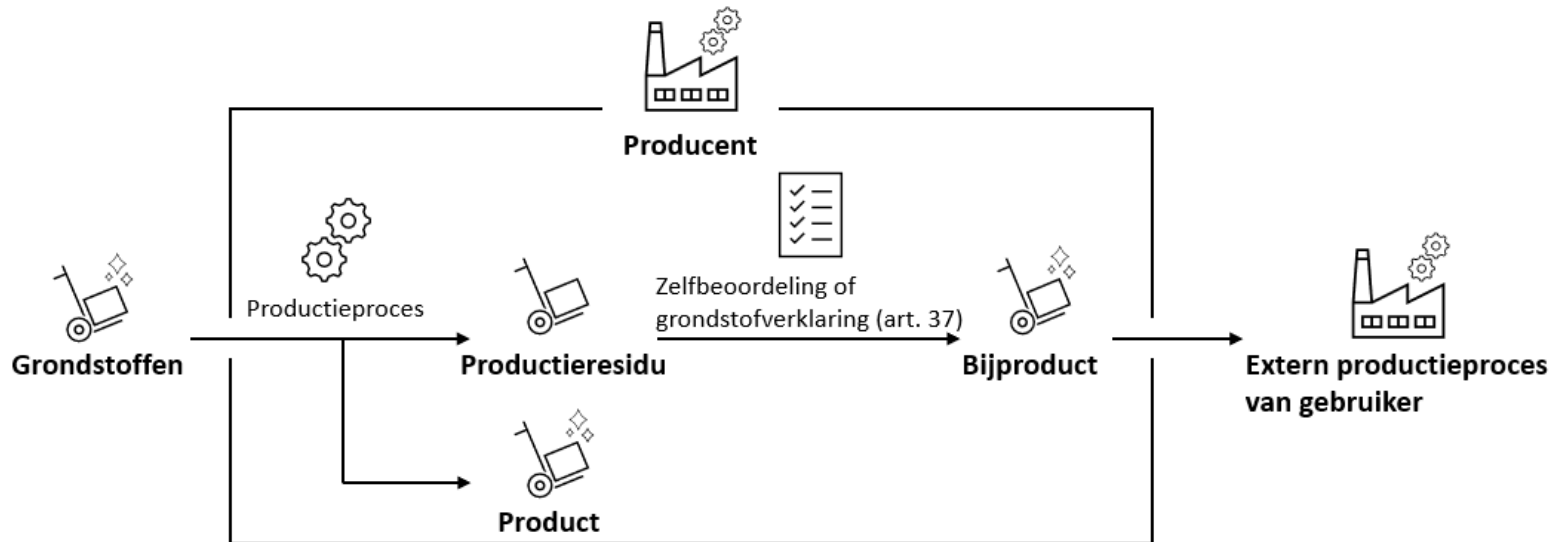 Producent
Productieproces
Zelfbeoordeling of
grondstofverklaring (art. 37)
Grondstoffen
Productieresidu
Bijproduct
Extern productieproces
van gebruiker
Product